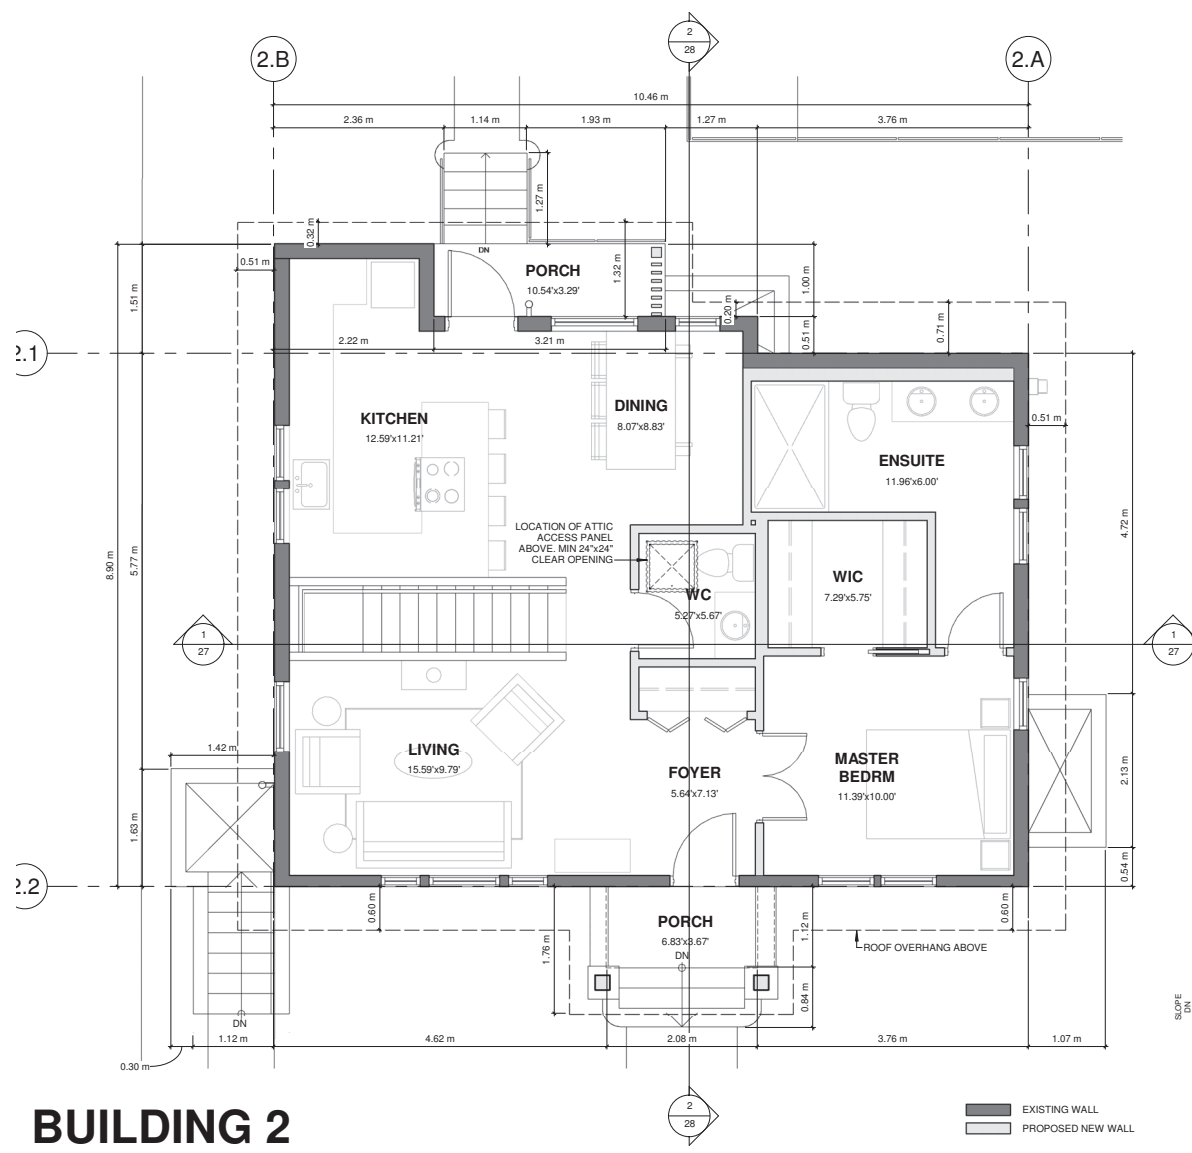 2
28
2.B
2.A
10.46 m
2.36 m
1.14 m
1.93 m
1.27 m
3.76 m
1.27 m
0.32 m
1.32 m
DN
PORCH
10.54'x3.29'
0.51 m
1.00 m
0.20 m
0.51 m
0.71 m
1.51 m
2.1
2.22 m
3.21 m
KITCHEN
12.59'x11.21'
DINING
8.07'x8.83'
0.51 m
ENSUITE
11.96'x6.00'
LOCATION OF ATTIC
ACCESS PANEL
ABOVE. MIN 24"x24"
CLEAR OPENING
8.90 m
5.77 m
4.72 m
WC
5.27'x5.67'
WIC
7.29'x5.75'
1
27
1
27
1.42 m
LIVING
15.59'x9.79'
FOYER
5.64'x7.13'
MASTER
BEDRM
11.39'x10.00'
2.13 m
1.63 m
0.54 m
2.2
0.60 m
1.76 m
PORCH
6.83'x3.67'
DN
1.12 m
0.84 m
0.60 m
ROOF OVERHANG ABOVE
SLOPE
DN
DN
1.12 m
4.62 m
2.08 m
3.76 m
1.07 m
0.30 m
2
28
BUILDING 2
EXISTING WALL
PROPOSED NEW WALL